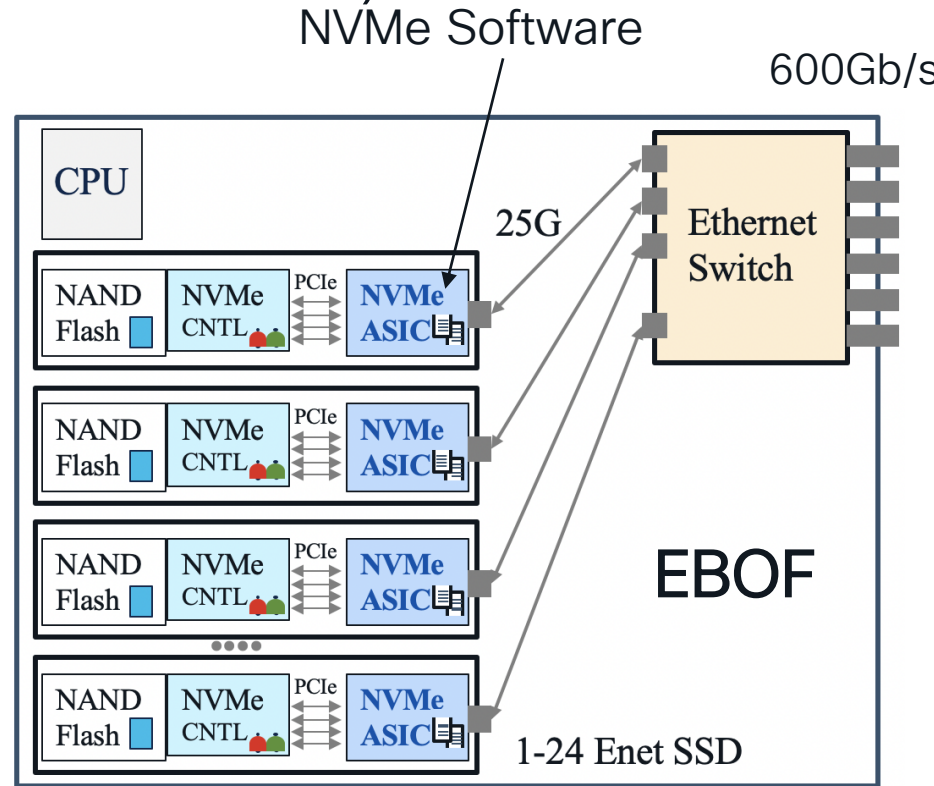 NVMe Software
600Gb/s
CPU
25G
Ethernet
Switch
NAND
Flash
NVMe
CNTL
PCIe
NVMe
ASIC
NAND
Flash
NVMe
CNTL
PCIe
NVMe
ASIC
NAND
Flash
NVMe
CNTL
PCIe
NVMe
ASIC
EBOF
NAND
Flash
NVMe
CNTL
PCIe
NVMe
ASIC
1-24 Enet SSD